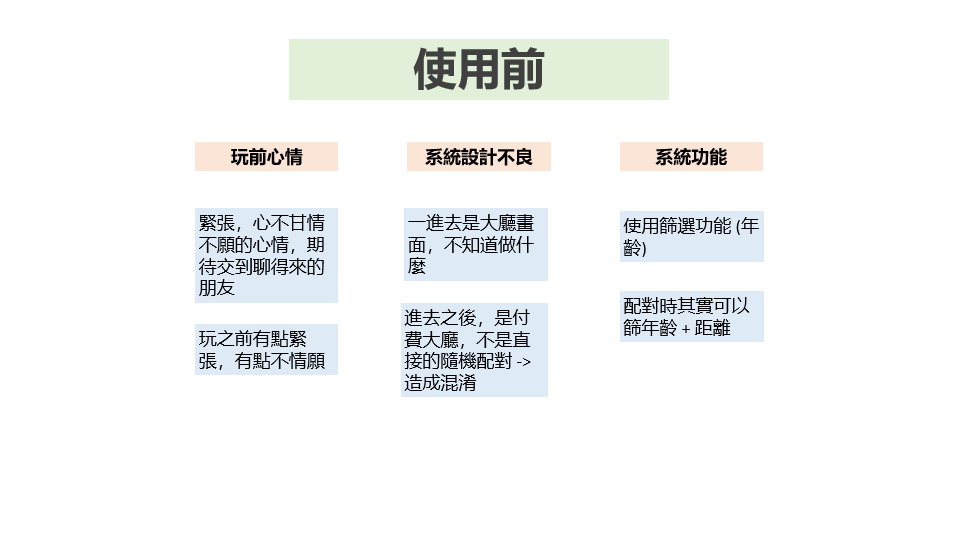 使用前
玩前心情
緊張，心不甘情
不願的心情，期
待交到聊得來的
朋友
玩之前有點緊
張，有點不情願
系統設計不良
一進去是大廳畫
面，不知道做什
麼
進去之後，是付
費大廳，不是直
接的隨機配對 ->
造成混淆
系統功能
使用篩選功能 (年
齡)
配對時其實可以
篩年齡 + 距離